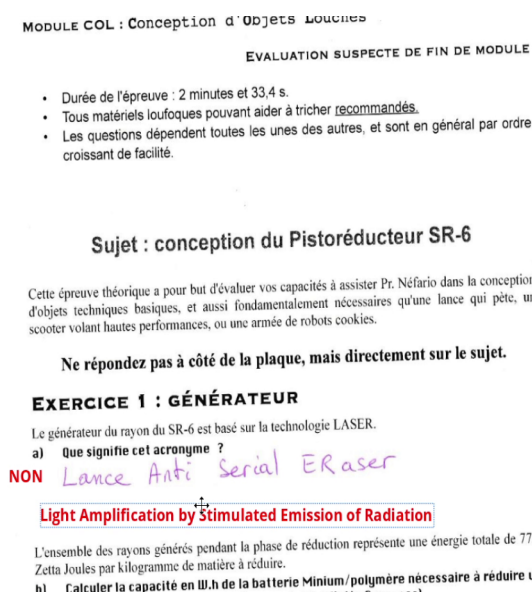 MODULE COL : Conception d'Objets Louches
EVALUATION SUSPECTE DE FIN DE MODULE
• Durée de l'épreuve : 2 minutes et 33,4 s.
• Tous matériels loufoques pouvant aider à tricher recommandés.
• Les questions dépendent toutes les unes des autres, et sont en général par ordre
croissant de facilité.
Sujet : conception du Pistoréducteur SR-6
Cette épreuve théorique a pour but d'évaluer vos capacités à assister Pr. Néfario dans la conception
d'objets techniques basiques, et aussi fondamentalement nécessaires qu'une lance qui pète, un
scooter volant hautes performances, ou une armée de robots cookies.
Ne répondez pas à côté de la plaque, mais directement sur le sujet.
EXERCICE 1 : GÉNÉRATEUR
Le générateur du rayon du SR-6 est basé sur la technologie LASER.
a) Que signifie cet acronyme ?
NON Lance Anti Serial ERaser
Light Amplification by Stimulated Emission of Radiation
L'ensemble des rayons générés pendant la phase de réduction représente une énergie totale de 77
Zetta Joules par kilogramme de matière à réduire.
b) Calculer la capacité en W.h de la batterie Minium/polymère nécessaire à réduire